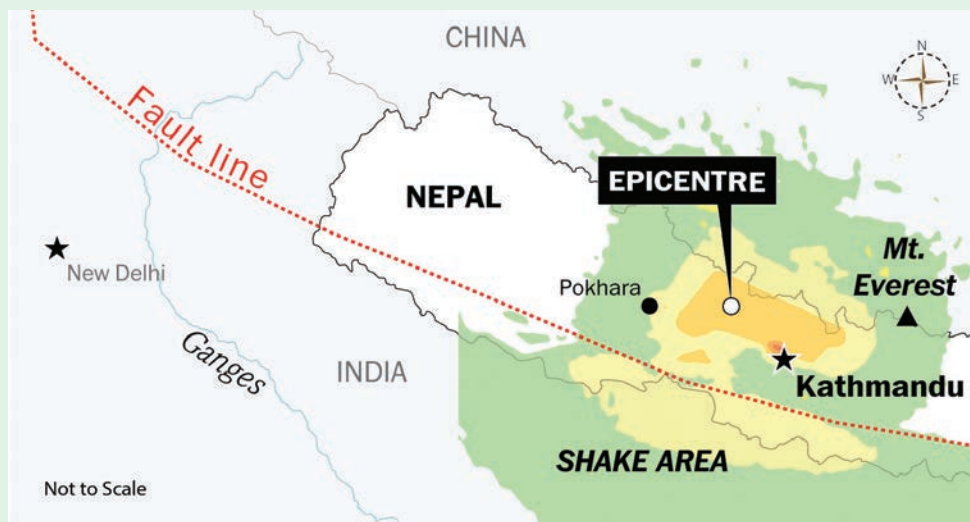 CHINA
N
W
E
S
Fault line
NEPAL
EPICENTRE
New Delhi
Pokhara
Mt.
Everest
Ganges
INDIA
Kathmandu
SHAKE AREA
Not to Scale